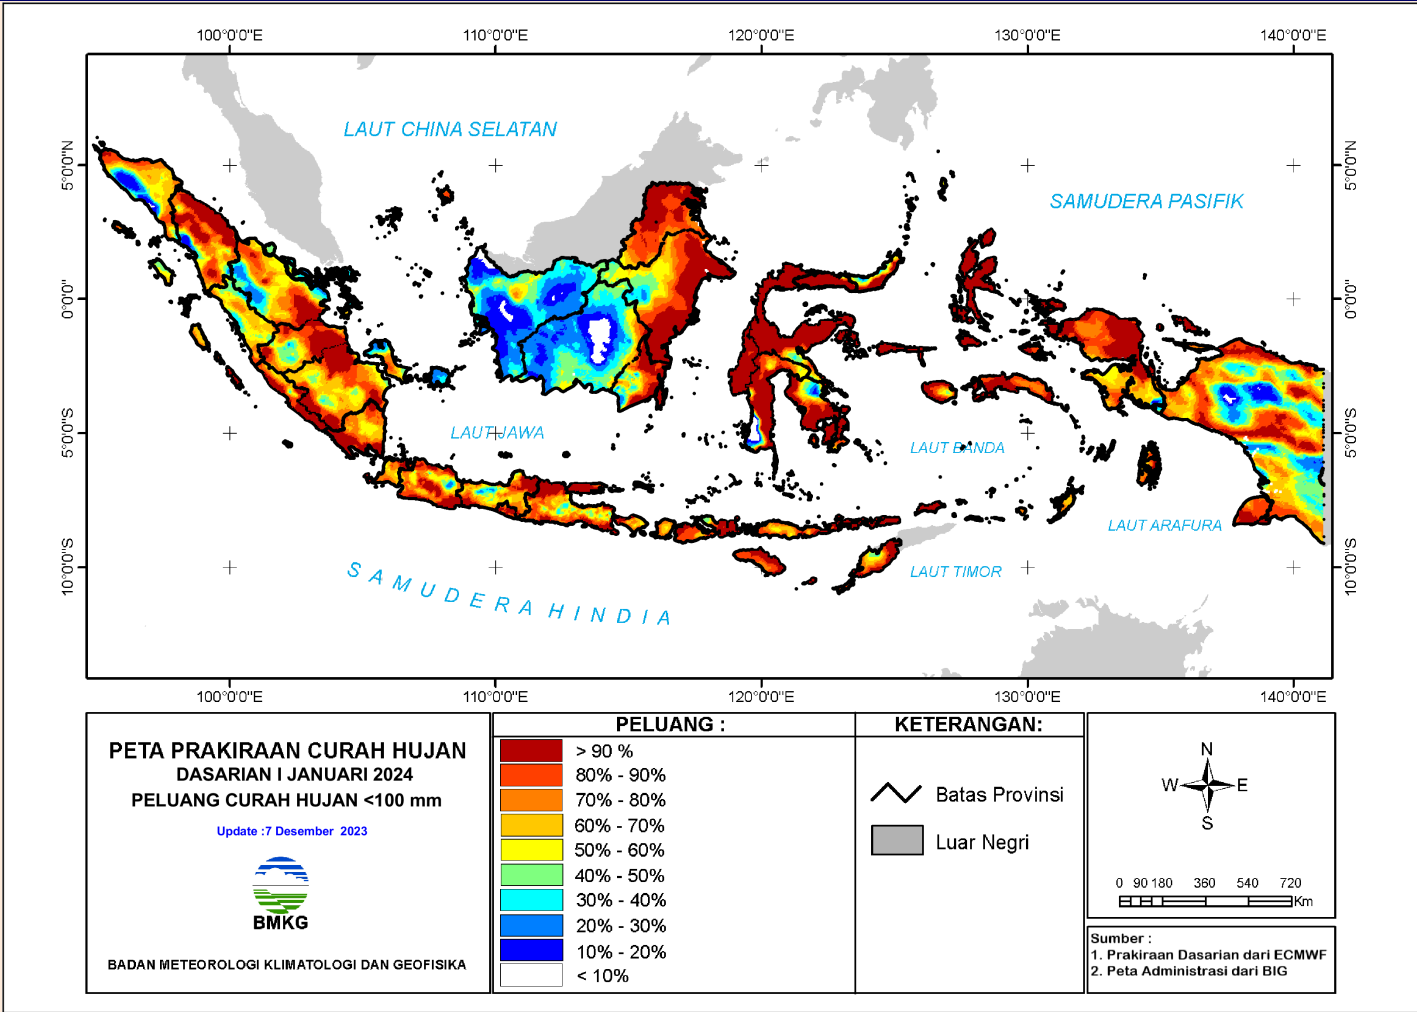 100°0'0"E 110°0'0"E 120°0'0"E 130°0'0"E 140°0'0"E
LAUT CHINA SELATAN
5°0'0"N 5°0'0"N
SAMUDERA PASIFIK
0°0'0" 0°0'0"
LAUT JAWA
5°0'0"S 5°0'0"S
LAUT BANDA
LAUT ARAFURA
10°0'0"S 10°0'0"S
LAUT TIMOR
SAMUDERA HINDIA
100°0'0"E 110°0'0"E 120°0'0"E 130°0'0"E 140°0'0"E
PETA PRAKIRAAN CURAH HUJAN
DASARIAN I JANUARI 2024
PELUANG CURAH HUJAN <100 mm
Update :7 Desember 2023
BMKG
BADAN METEOROLOGI KLIMATOLOGI DAN GEOFISIKA
PELUANG :
> 90 %
80% - 90%
70% - 80%
60% - 70%
50% - 60%
40% - 50%
30% - 40%
20% - 30%
10% - 20%
< 10%
KETERANGAN:
Batas Provinsi
Luar Negri
N
W E
S
0 90 180 360 540 720
Km
Sumber :
1. Prakiraan Dasarian dari ECMWF
2. Peta Administrasi dari BIG